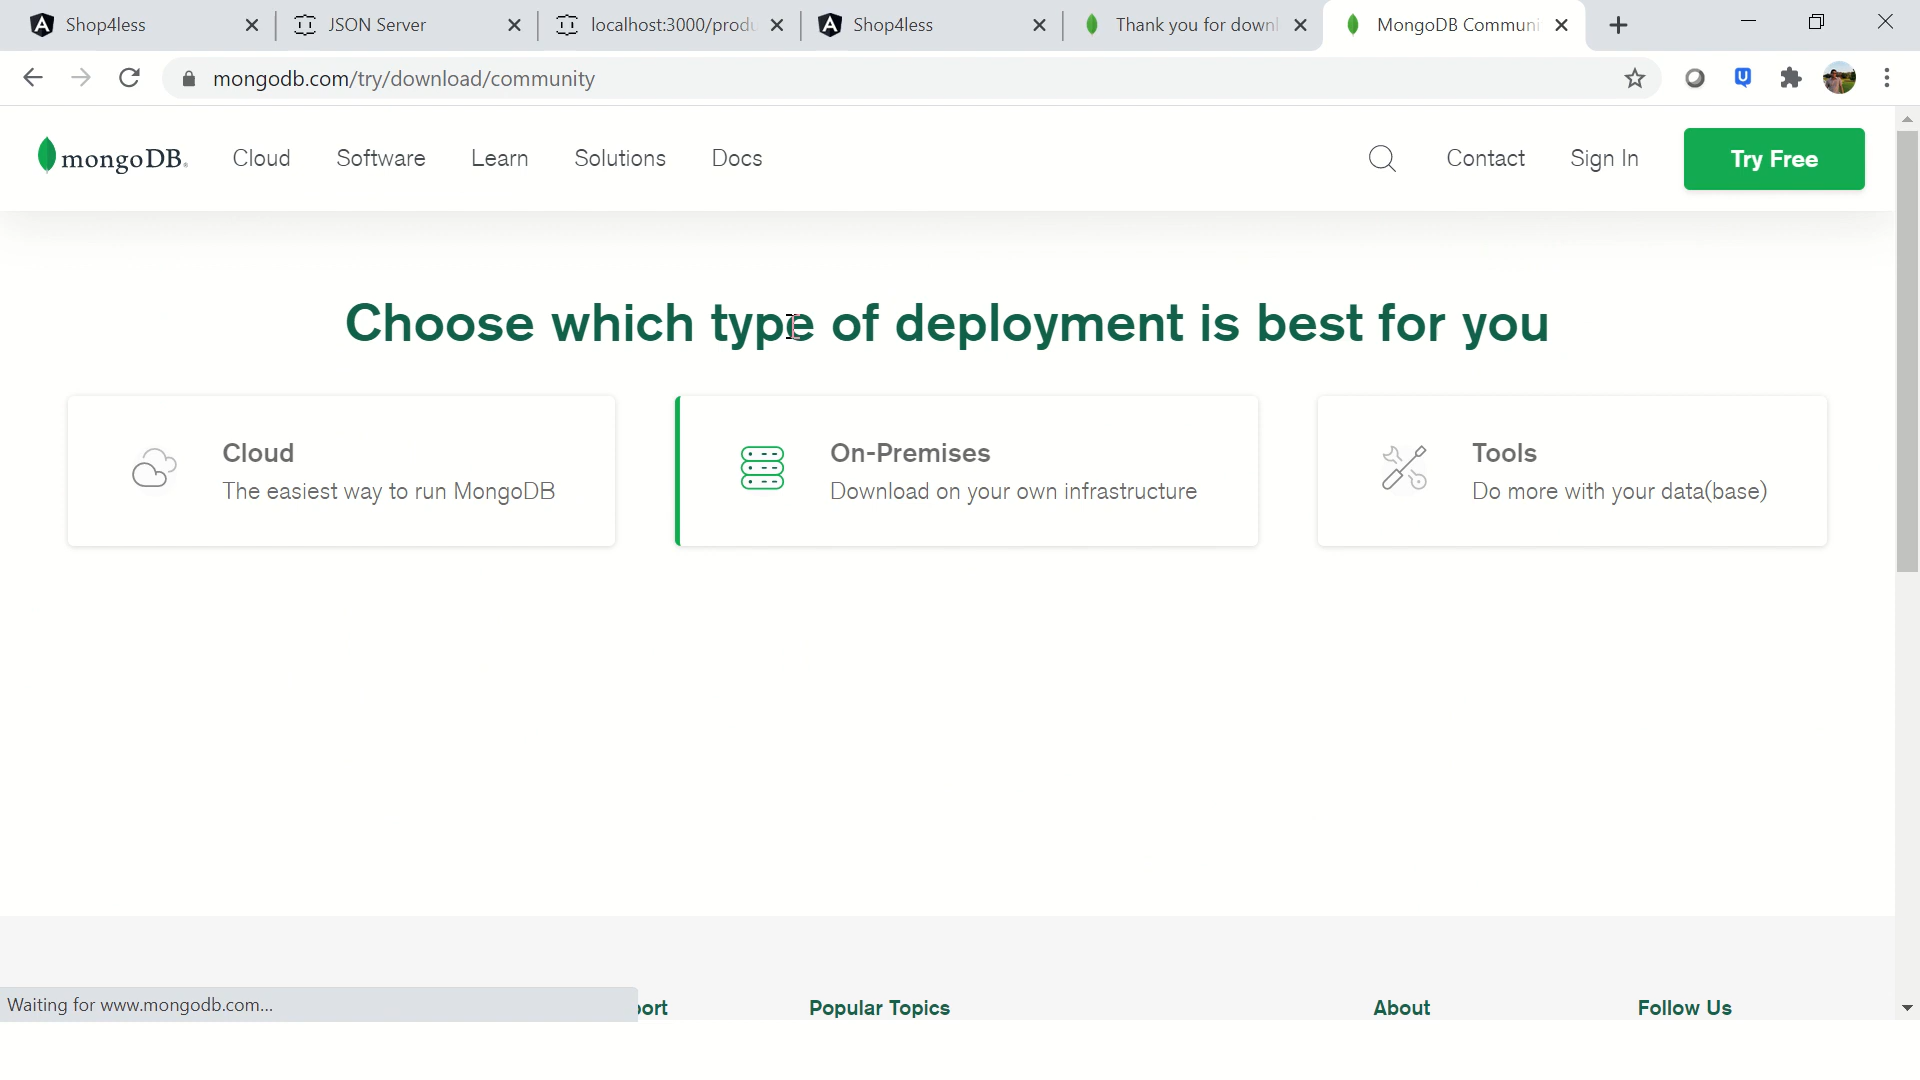 Shop4less
JSON Server
localhost:3000/produ
Shop4less
Thank you for downl
MongoDB Communi
mongodb.com/try/download/community
mongoDB.
Cloud
Software
Learn
Solutions
Docs
Contact
Sign In
Try Free
Choose which type of deployment is best for you
Cloud
The easiest way to run MongoDB
On-Premises
Download on your own infrastructure
Tools
Do more with your data(base)
Waiting for www.mongodb.com...
port
Popular Topics
About
Follow Us